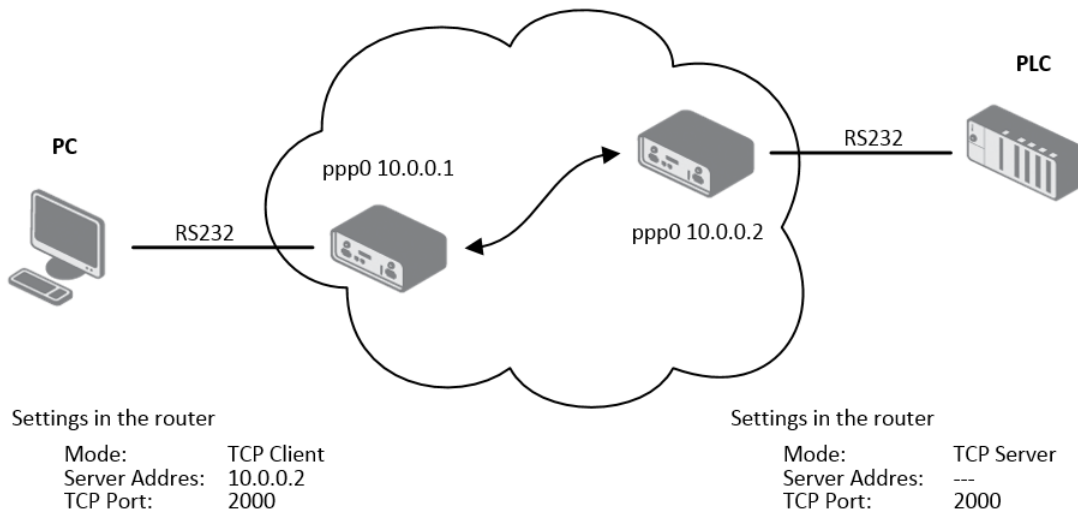 PLC
PC
RS232
ppp0 10.0.0.1
ppp0 10.0.0.2
RS232
Settings in the router
Mode: TCP Client
Server Addres: 10.0.0.2
TCP Port: 2000
Settings in the router
Mode: TCP Server
Server Addres: ---
TCP Port: 2000